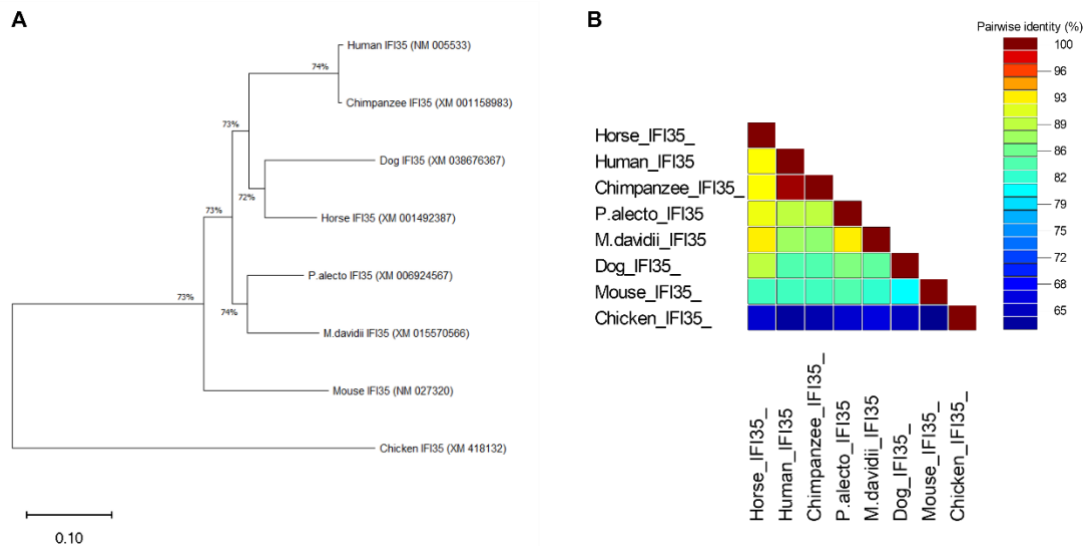 A
Human IFI35 (NM 005533)
74%
Chimpanzee IFI35 (XM 001158983)
73%
Dog IFI35 (XM 038676367)
72%
Horse IFI35 (XM 001492387)
73%
P.alecto IFI35 (XM 006924567)
73%
74%
M.davidii IFI35 (XM 015570566)
Mouse IFI35 (NM 027320)
Chicken IFI35 (XM 418132)
0.10
B
Pairwise identity (%)
100
96
93
89
86
82
79
75
72
68
65
Horse_IFI35_
Human_IFI35
Chimpanzee_IFI35_
P.alecto_IFI35
M.davidii_IFI35
Dog_IFI35_
Mouse_IFI35_
Chicken_IFI35_
Horse_IFI35_
Human_IFI35
Chimpanzee_IFI35_
P.alecto_IFI35
M.davidii_IFI35
Dog_IFI35_
Mouse_IFI35_
Chicken_IFI35_